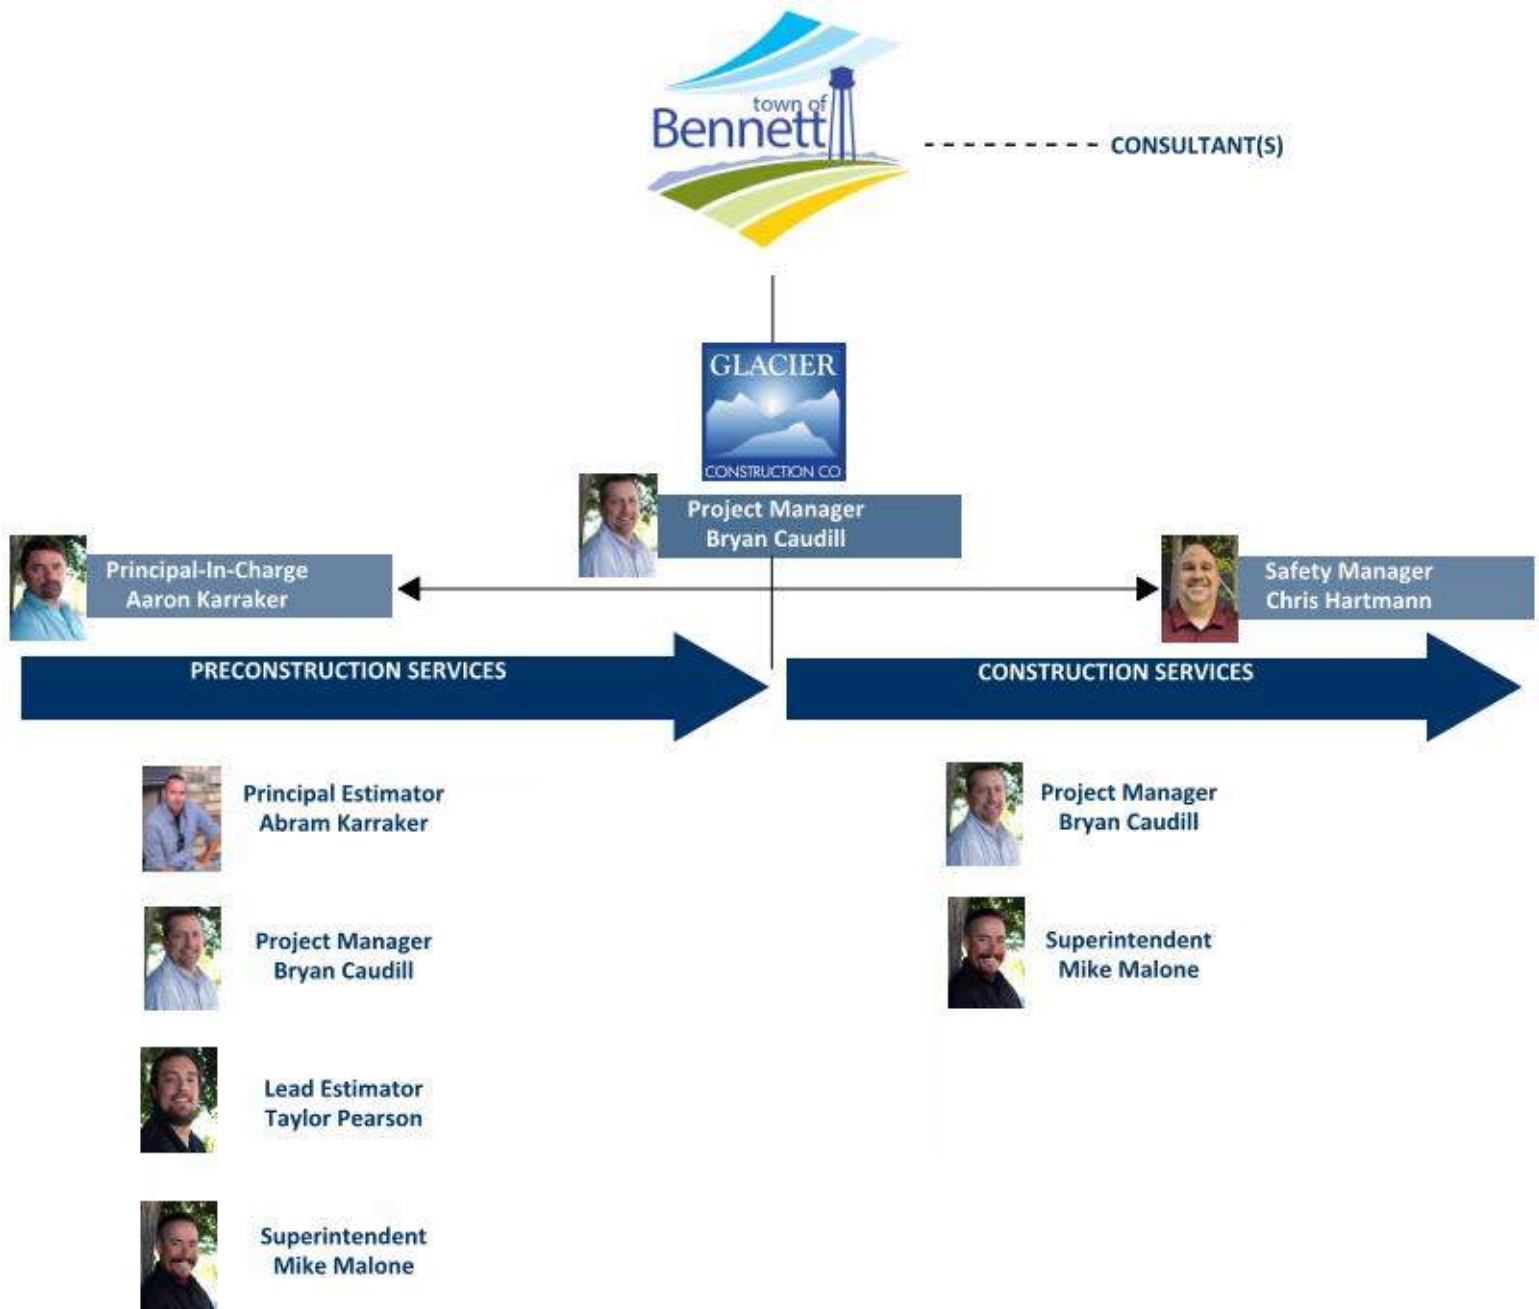 town of
Bennett
CONSULTANT(S)
GLACIER
CONSTRUCTION CO
Project Manager
Bryan Caudill
Principal-In-Charge
Aaron Karraker
Safety Manager
Chris Hartmann
PRECONSTRUCTION SERVICES
CONSTRUCTION SERVICES
Principal Estimator
Abram Karraker
Project Manager
Bryan Caudill
Lead Estimator
Taylor Pearson
Superintendent
Mike Malone
Project Manager
Bryan Caudill
Superintendent
Mike Malone